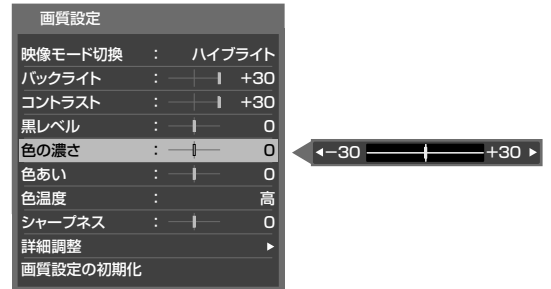 画質設定
映像モード切換 : ハイブライト
バックライト : +30
コントラスト : +30
黒レベル : 0
色の濃さ : 0
−30 +30
色あい : 0
色温度 : 高
シャープネス : 0
詳細調整
画質設定の初期化